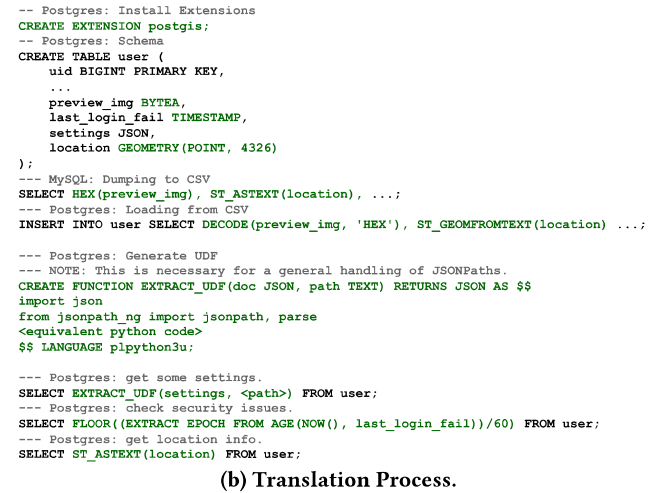 -- Postgres: Install Extensions
CREATE EXTENSION postgis;
-- Postgres: Schema
CREATE TABLE user (
    uid BIGINT PRIMARY KEY,
    ...
    preview_img BYTEA,
    last_login_fail TIMESTAMP,
    settings JSON,
    location GEOMETRY(POINT, 4326)
);
--- MySQL: Dumping to CSV
SELECT HEX(preview_img), ST_ASTEXT(location), ...;
--- Postgres: Loading from CSV
INSERT INTO user SELECT DECODE(preview_img, 'HEX'), ST_GEOMFROMTEXT(location) ...;

--- Postgres: Generate UDF
--- NOTE: This is necessary for a general handling of JSONPaths.
CREATE FUNCTION EXTRACT_UDF(doc JSON, path TEXT) RETURNS JSON AS $$
import json
from jsonpath_ng import jsonpath, parse
<equivalent python code>
$$ LANGUAGE plpython3u;

--- Postgres: get some settings.
SELECT EXTRACT_UDF(settings, <path>) FROM user;
--- Postgres: check security issues.
SELECT FLOOR((EXTRACT EPOCH FROM AGE(NOW(), last_login_fail))/60) FROM user;
--- Postgres: get location info.
SELECT ST_ASTEXT(location) FROM user;
(b) Translation Process.